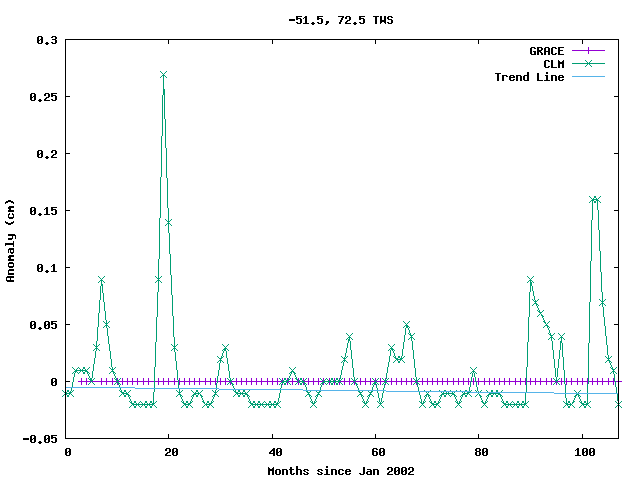 -51.5, 72.5 TWS
GRACE
CLM
Trend Line
0.3
0.25
0.2
0.15
0.1
0.05
0
-0.05
Anomaly (cm)
0 20 40 60 80 100
Months since Jan 2002